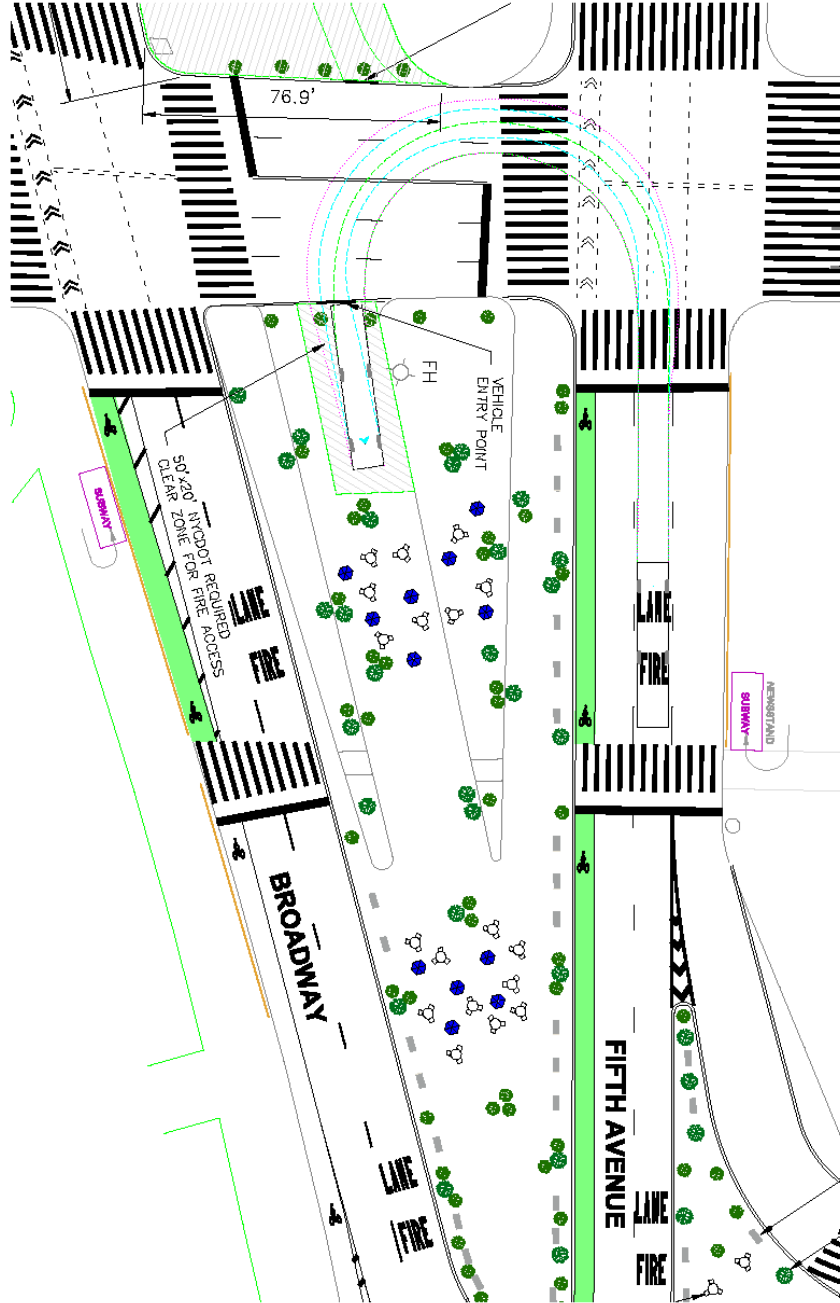 76.9'
FH
VEHICLE
ENTRY POINT
50'x20' NYCDOT REQUIRED
CLEAR ZONE FOR FIRE ACCESS
SUBWAY
LANE
FIRE
LANE
FIRE
SUBWAY
NEWSSTAND
BROADWAY
FIFTH AVENUE
LANE
FIRE
LANE
FIRE